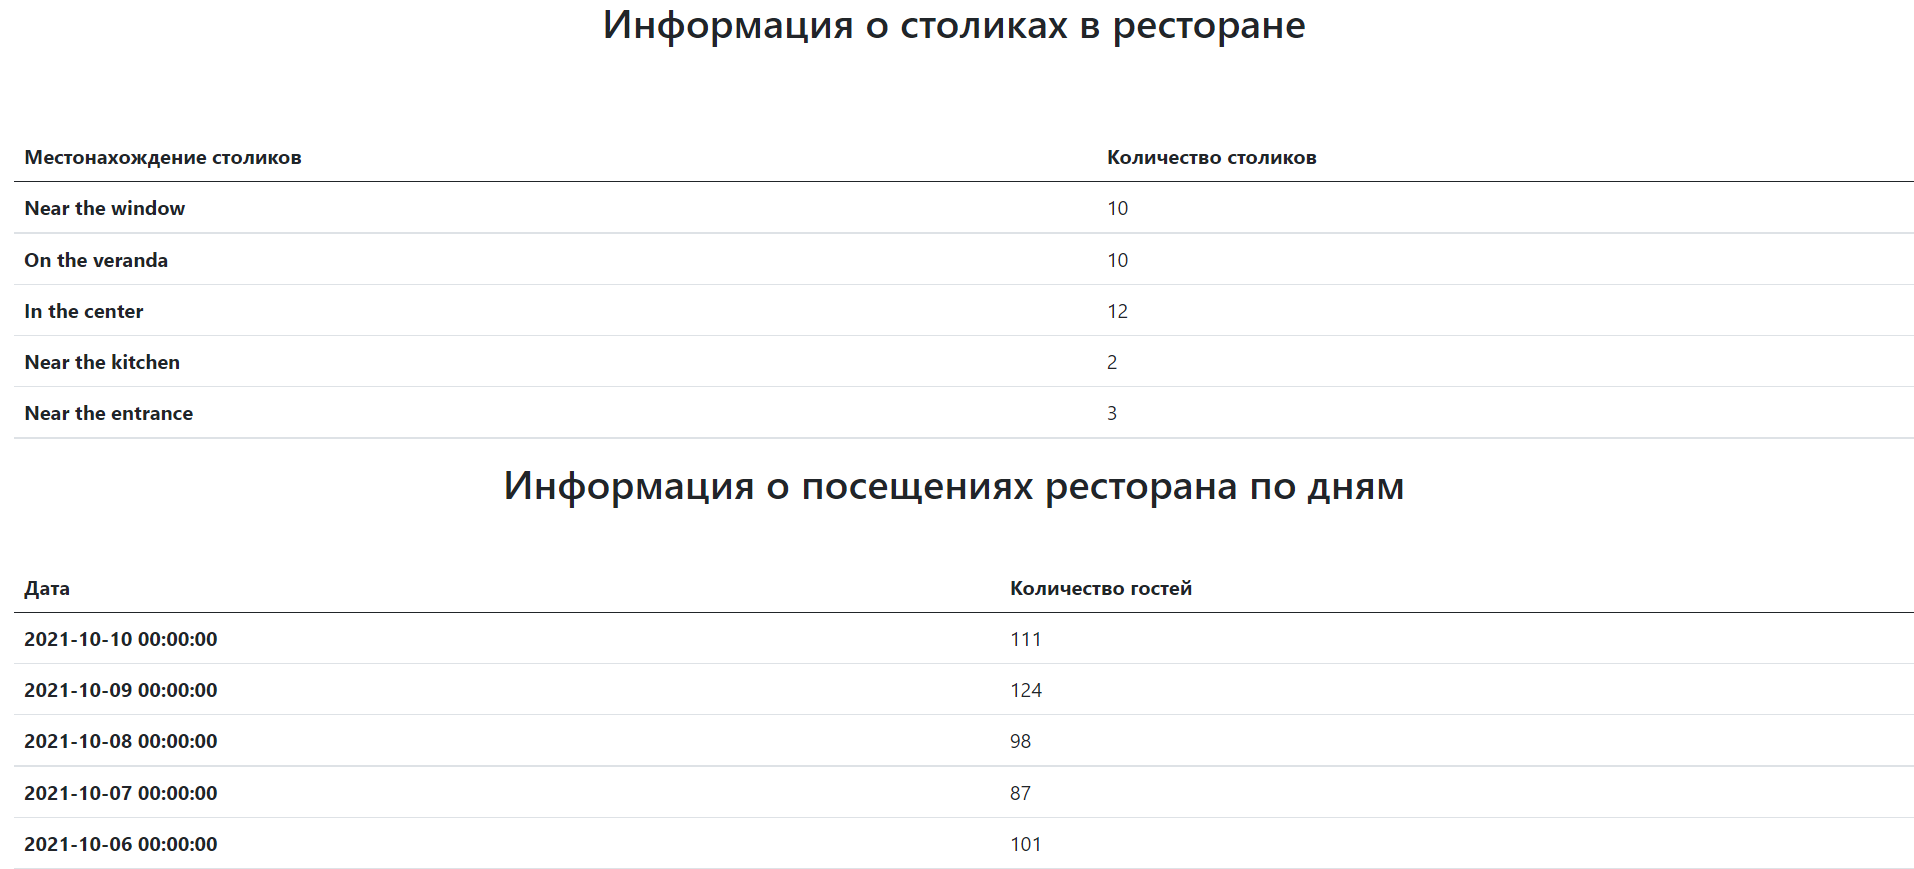 Информация о столиках в ресторане
Местонахождение столиков Количество столиков
Near the window 10
On the veranda 10
In the center 12
Near the kitchen 2
Near the entrance 3
Информация о посещениях ресторана по дням
Дата Количество гостей
2021-10-10 00:00:00 111
2021-10-09 00:00:00 124
2021-10-08 00:00:00 98
2021-10-07 00:00:00 87
2021-10-06 00:00:00 101